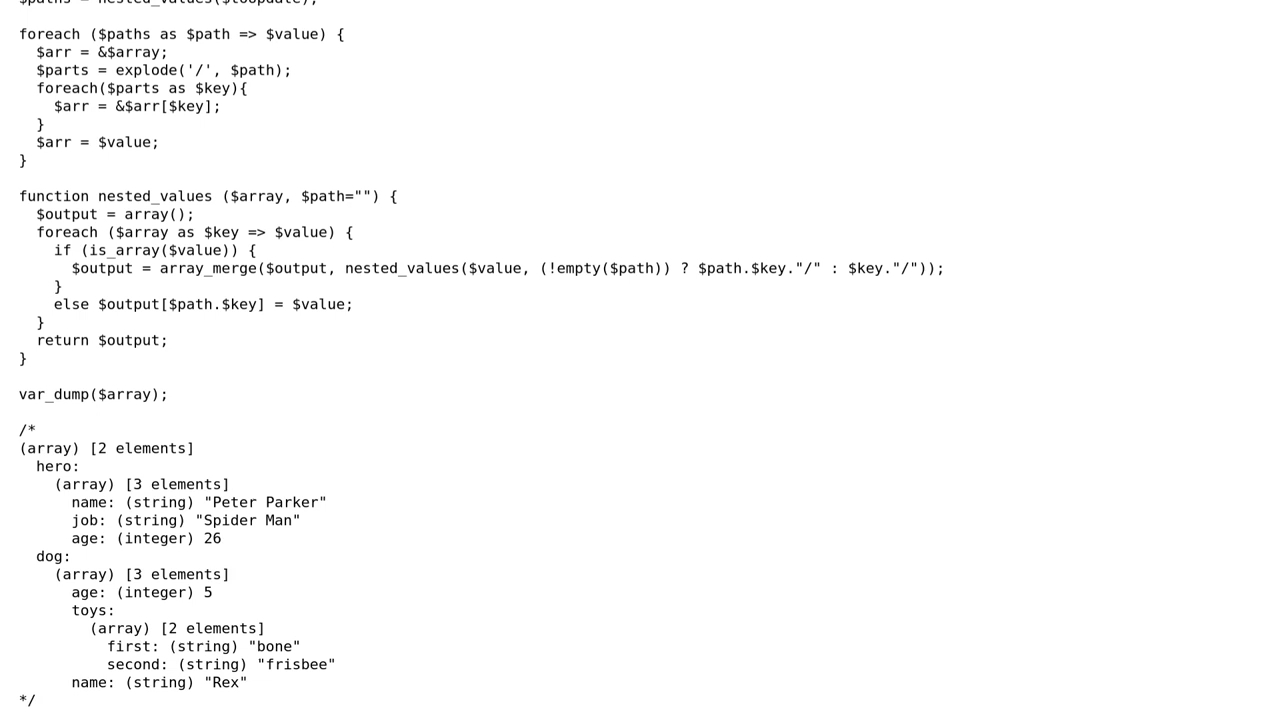 $paths = nested_values($toUpdate);

foreach ($paths as $path => $value) {
  $arr = &$array;
  $parts = explode('/', $path);
  foreach($parts as $key){
    $arr = &$arr[$key];
  }
  $arr = $value;
}

function nested_values ($array, $path="") {
  $output = array();
  foreach ($array as $key => $value) {
    if (is_array($value)) {
      $output = array_merge($output, nested_values($value, (!empty($path)) ? $path.$key."/" : $key."/"));
    }
    else $output[$path.$key] = $value;
  }
  return $output;
}

var_dump($array);

/*
(array) [2 elements]
  hero:
    (array) [3 elements]
      name: (string) "Peter Parker"
      job: (string) "Spider Man"
      age: (integer) 26
  dog:
    (array) [3 elements]
      age: (integer) 5
      toys:
        (array) [2 elements]
          first: (string) "bone"
          second: (string) "frisbee"
      name: (string) "Rex"
*/